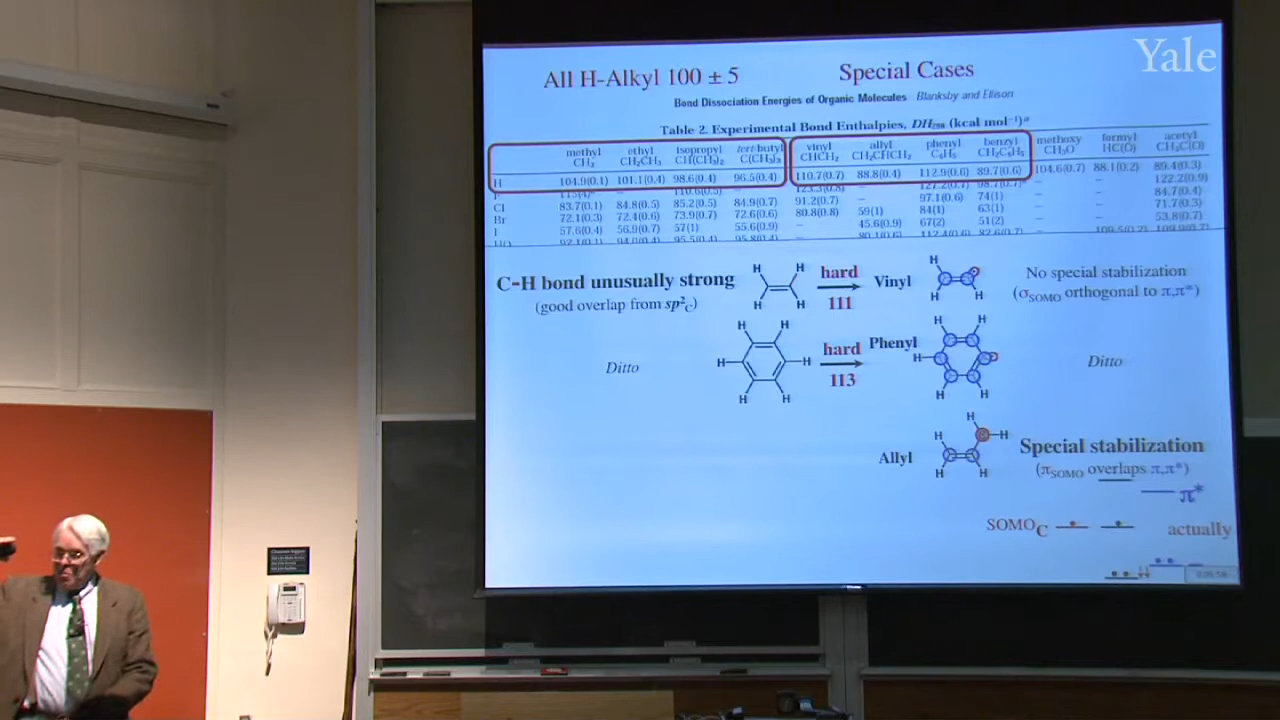 Yale
All H-Alkyl 100 ± 5 Special Cases
Bond Dissociation Energies of Organic Molecules Blanksby and Ellison
Table 2. Experimental Bond Enthalpies, DH₂₉₈ (kcal mol⁻¹)ᵃ
methyl ethyl isopropyl tert-butyl vinyl allyl phenyl benzyl methoxy formyl acetyl
CH₃ CH₂CH₃ CH(CH₃)₂ C(CH₃)₃ CHCH₂ CH₂CHCH₂ C₆H₅ CH₂C₆H₅ CH₃O HC(O) CH₃C(O)
H 104.9(0.1) 101.1(0.4) 98.6(0.4) 96.5(0.4) 110.7(0.7) 88.8(0.4) 112.9(0.6) 89.7(0.6) 104.6(0.7) 88.1(0.2) 89.4(0.3)
122.2(0.9)
Cl 83.7(0.1) 84.8(0.5) 85.2(0.5) 84.9(0.7) 91.2(0.7) – 97.1(0.6) 74(1) – – 84.7(0.4)
Br 72.1(0.3) 72.4(0.6) 73.9(0.7) 72.6(0.6) 80.8(0.8) 59(1) 84(1) 63(1) 71.7(0.3)
I 57.6(0.4) 56.9(0.7) 57(1) 55.6(0.9) – 45.6(0.9) 67(2) 51(2) 53.8(0.7)
C-H bond unusually strong
(good overlap from sp²C)
H H H H
hard
111
Vinyl
H H H
No special stabilization
(σSOMO orthogonal to π,π*)
Ditto
H H H H H H
hard
113
Phenyl
H H H H H
Ditto
Allyl
H H H H H
Special stabilization
(πSOMO overlaps π,π*)
π*
SOMOC
actually